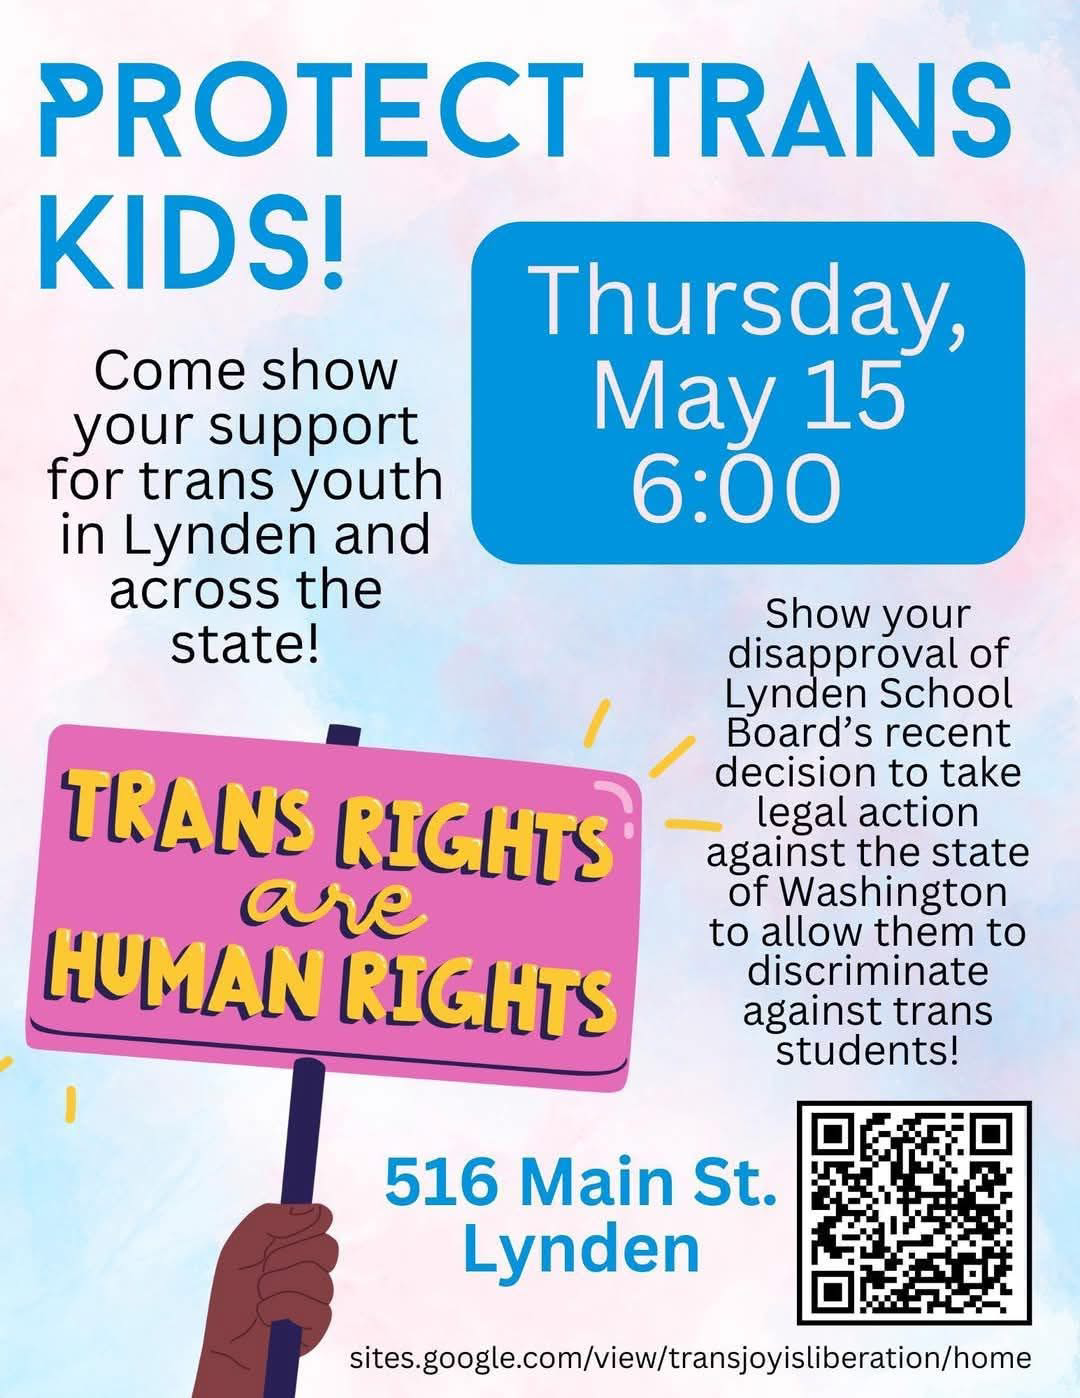 PROTECT TRANS
KIDS!
Thursday,
May 15
6:00
Come show
your support
for trans youth
in Lynden and
across the
state!
Show your
disapproval of
Lynden School
Board’s recent
decision to take
legal action
against the state
of Washington
to allow them to
discriminate
against trans
students!
TRANS RIGHTS
are
HUMAN RIGHTS
516 Main St.
Lynden
sites.google.com/view/transjoyisliberation/home